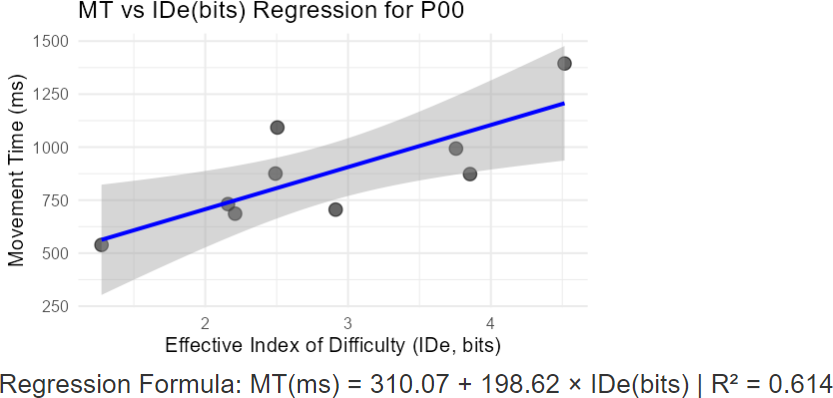 MT vs IDe(bits) Regression for P00
1500
1250
1000
750
500
250
Movement Time (ms)
2 3 4
Effective Index of Difficulty (IDe, bits)
Regression Formula: MT(ms) = 310.07 + 198.62 × IDe(bits) | R² = 0.614